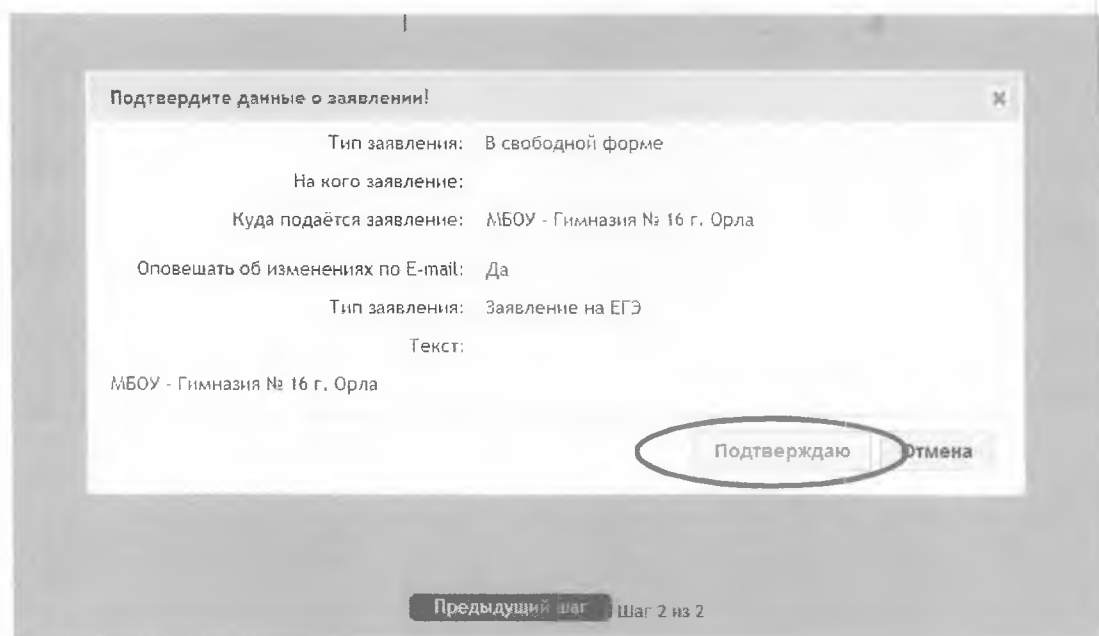 Подтвердите данные о заявлении!
Тип заявления: В свободной форме
На кого заявление:
Куда подаётся заявление: МБОУ - Гимназия № 16 г. Орла
Оповещать об изменениях по E-mail: Да
Тип заявления: Заявление на ЕГЭ
Текст:
МБОУ - Гимназия № 16 г. Орла
Подтверждаю Отмена
Предыдущий шаг Шаг 2 из 2